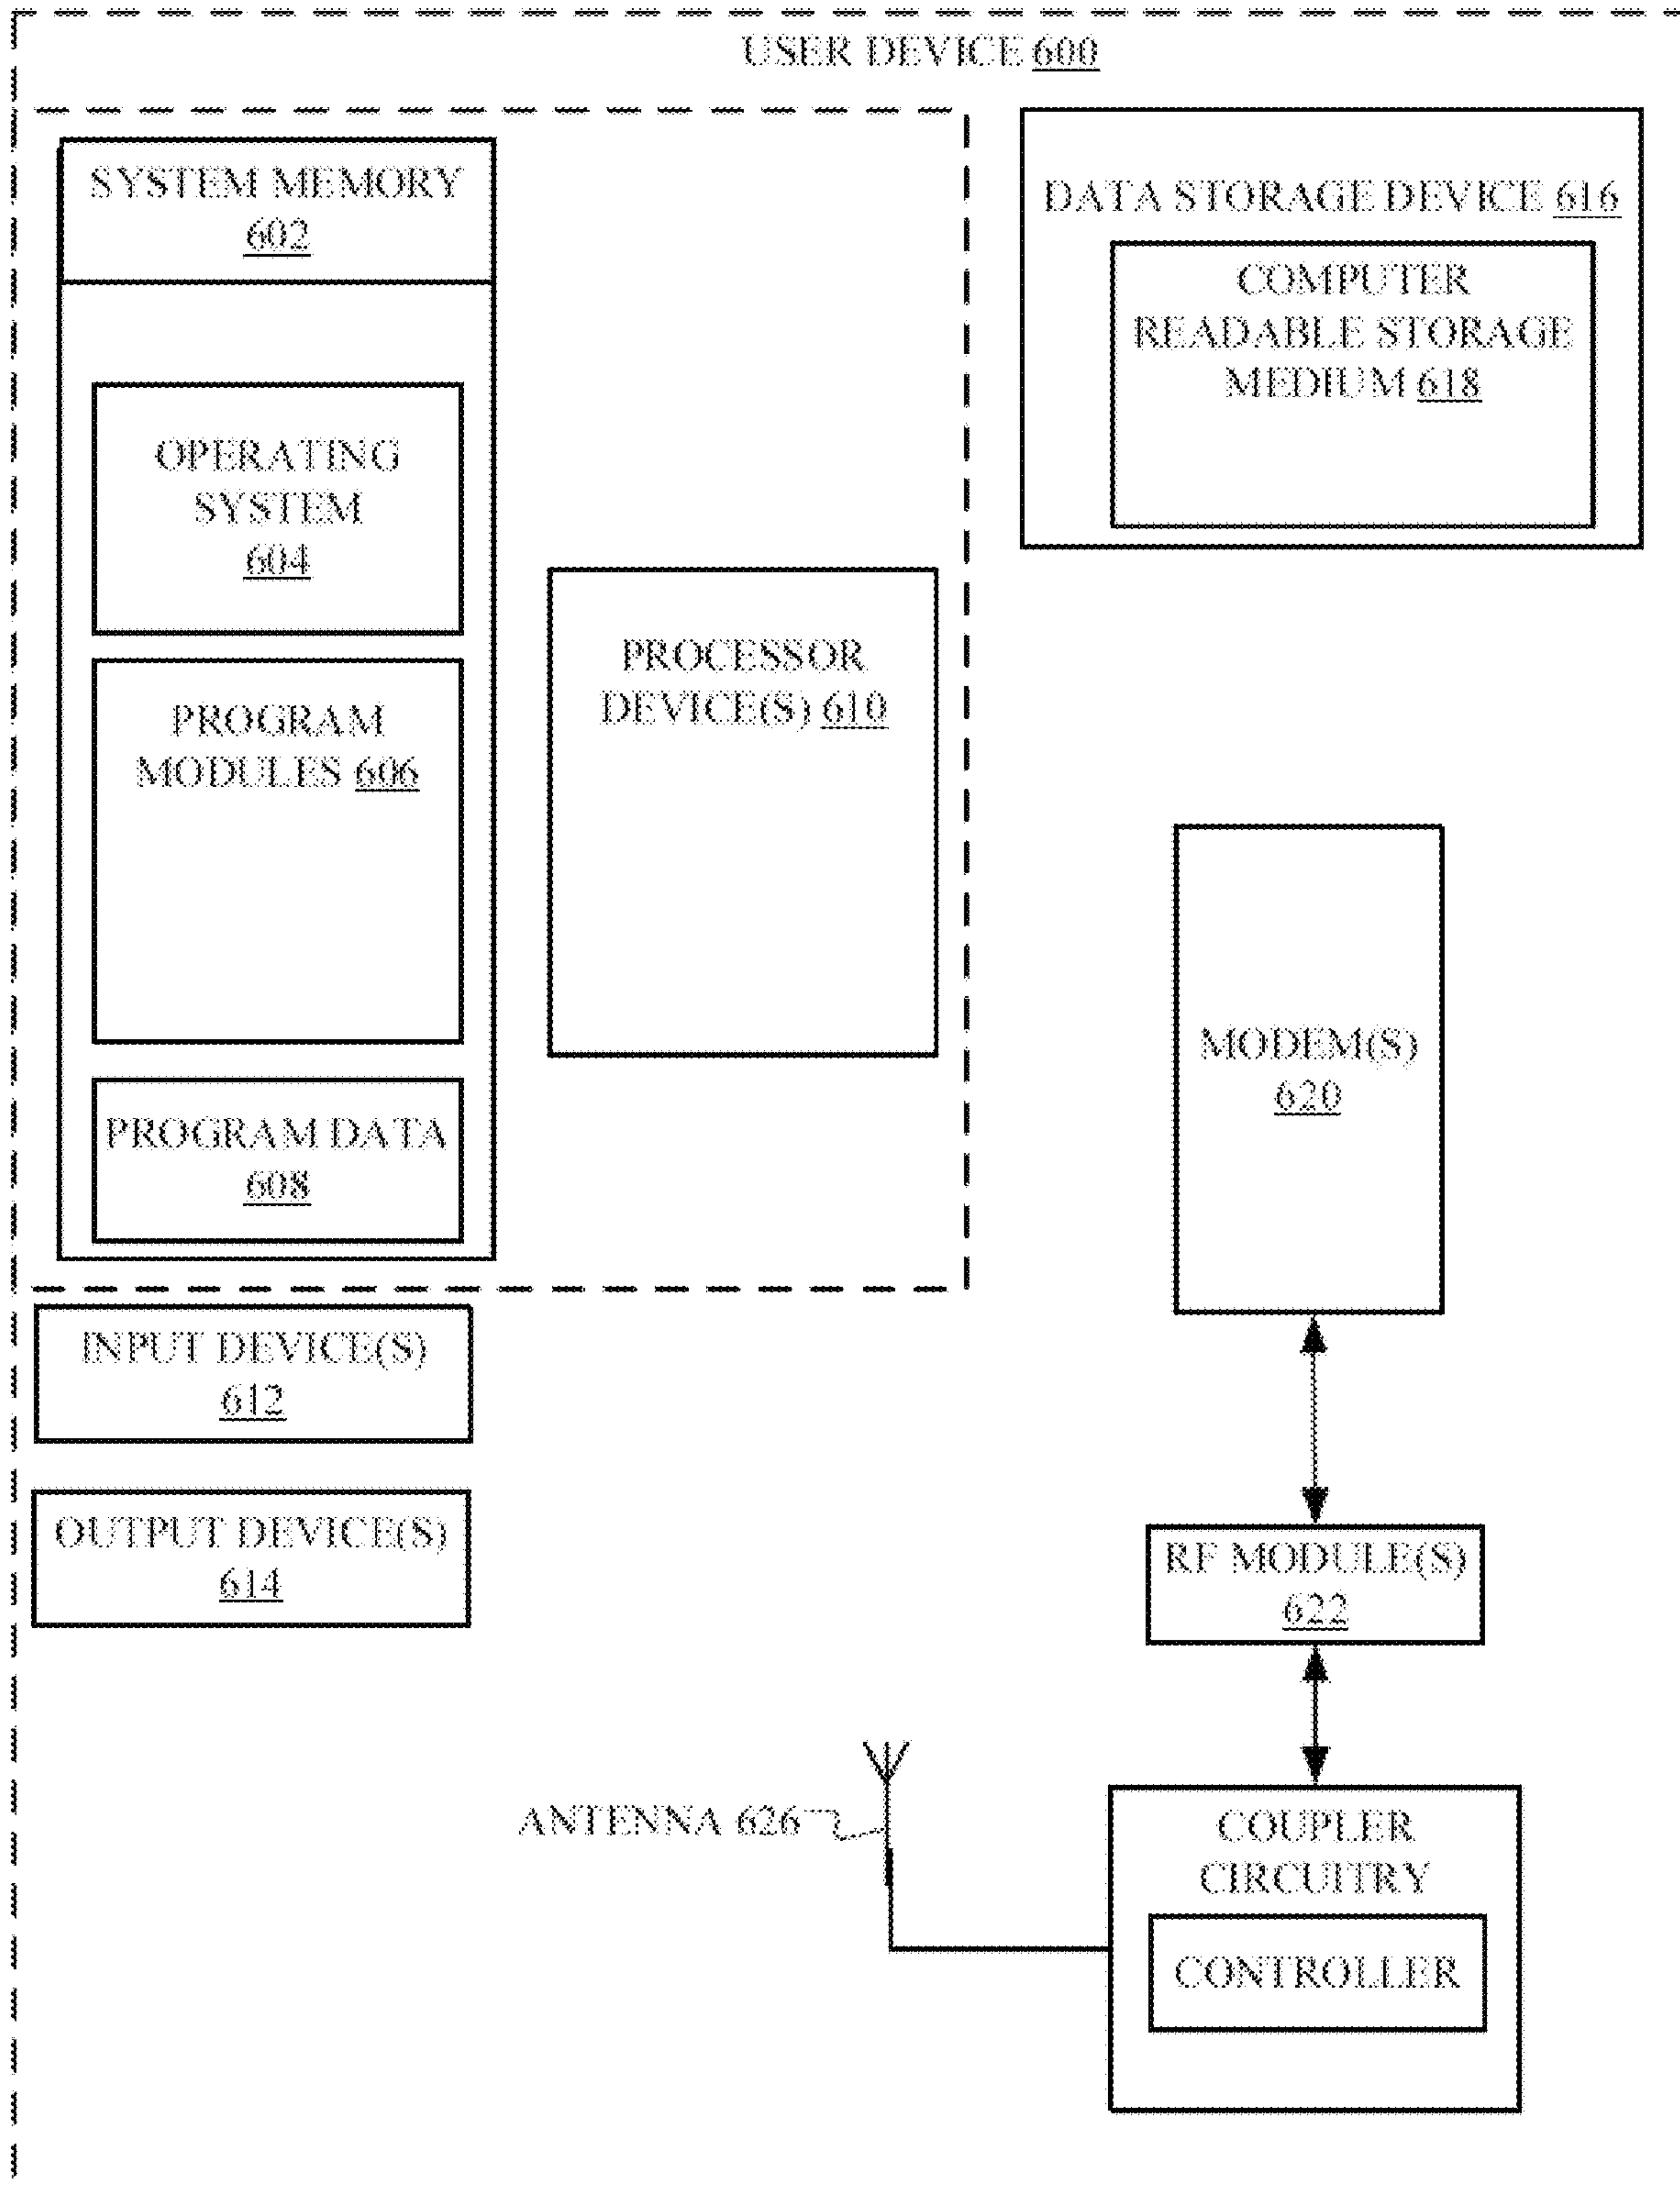 USER DEVICE 600
SYSTEM MEMORY
602
OPERATING
SYSTEM
604
PROGRAM
MODULES 606
PROGRAM DATA
608
PROCESSOR
DEVICE(S) 610
DATA STORAGE DEVICE 616
COMPUTER
READABLE STORAGE
MEDIUM 618
INPUT DEVICE(S)
612
OUTPUT DEVICE(S)
614
MODEM(S)
620
RF MODULE(S)
622
ANTENNA 626
COUPLER
CIRCUITRY
CONTROLLER